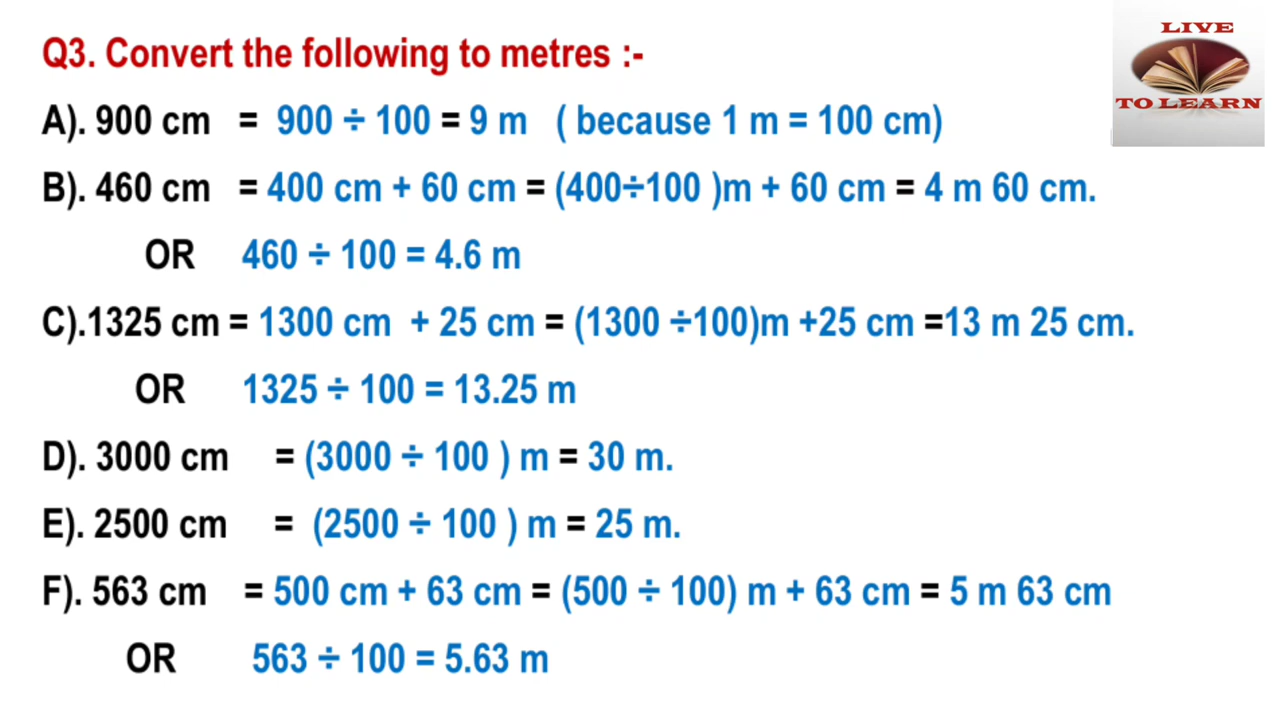 Q3. Convert the following to metres :-
LIVE
TO LEARN
A). 900 cm = 900 ÷ 100 = 9 m ( because 1 m = 100 cm)
B). 460 cm = 400 cm + 60 cm = (400÷100 )m + 60 cm = 4 m 60 cm.
OR 460 ÷ 100 = 4.6 m
C).1325 cm = 1300 cm + 25 cm = (1300 ÷100)m +25 cm =13 m 25 cm.
OR 1325 ÷ 100 = 13.25 m
D). 3000 cm = (3000 ÷ 100 ) m = 30 m.
E). 2500 cm = (2500 ÷ 100 ) m = 25 m.
F). 563 cm = 500 cm + 63 cm = (500 ÷ 100) m + 63 cm = 5 m 63 cm
OR 563 ÷ 100 = 5.63 m